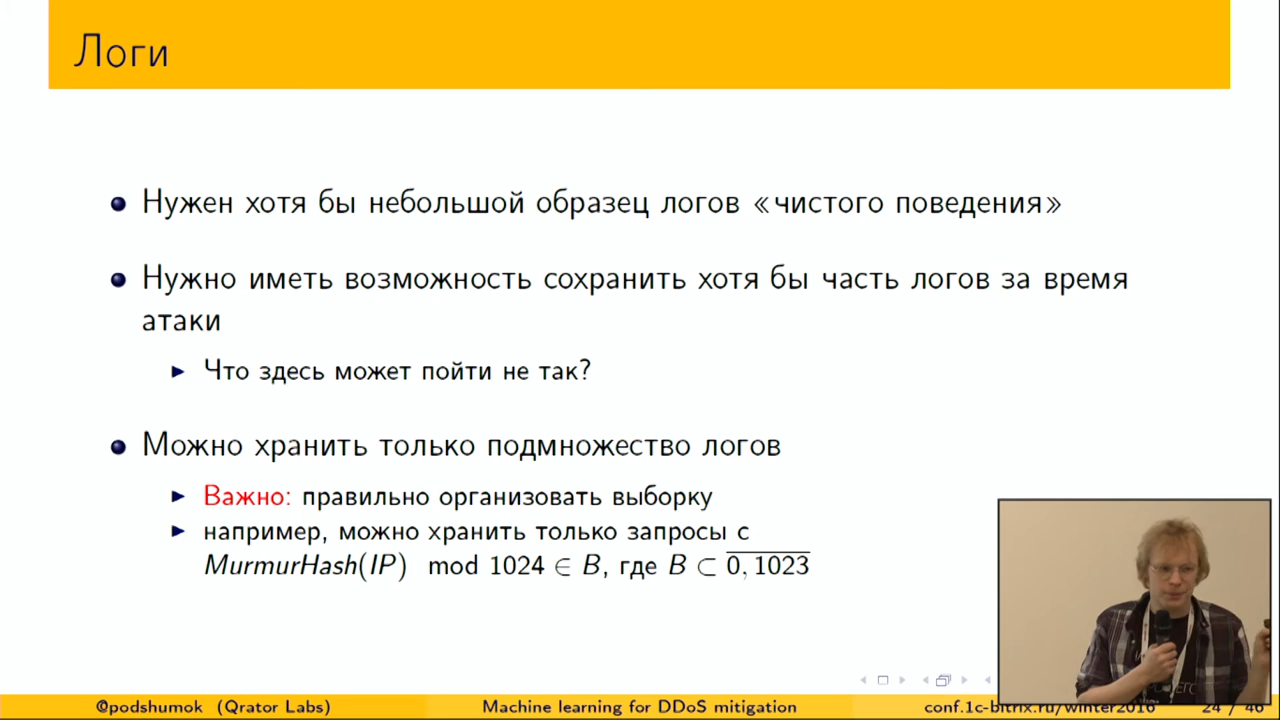 Логи
Нужен хотя бы небольшой образец логов «чистого поведения»
Нужно иметь возможность сохранить хотя бы часть логов за время
атаки
Что здесь может пойти не так?
Можно хранить только подмножество логов
Важно: правильно организовать выборку
например, можно хранить только запросы с
MurmurHash(IP) mod 1024 ∈ B, где B ⊂ 0, 1023
@podshumok (Qrator Labs) Machine learning for DDoS mitigation conf.1c-bitrix.ru/winter2016 24 / 46